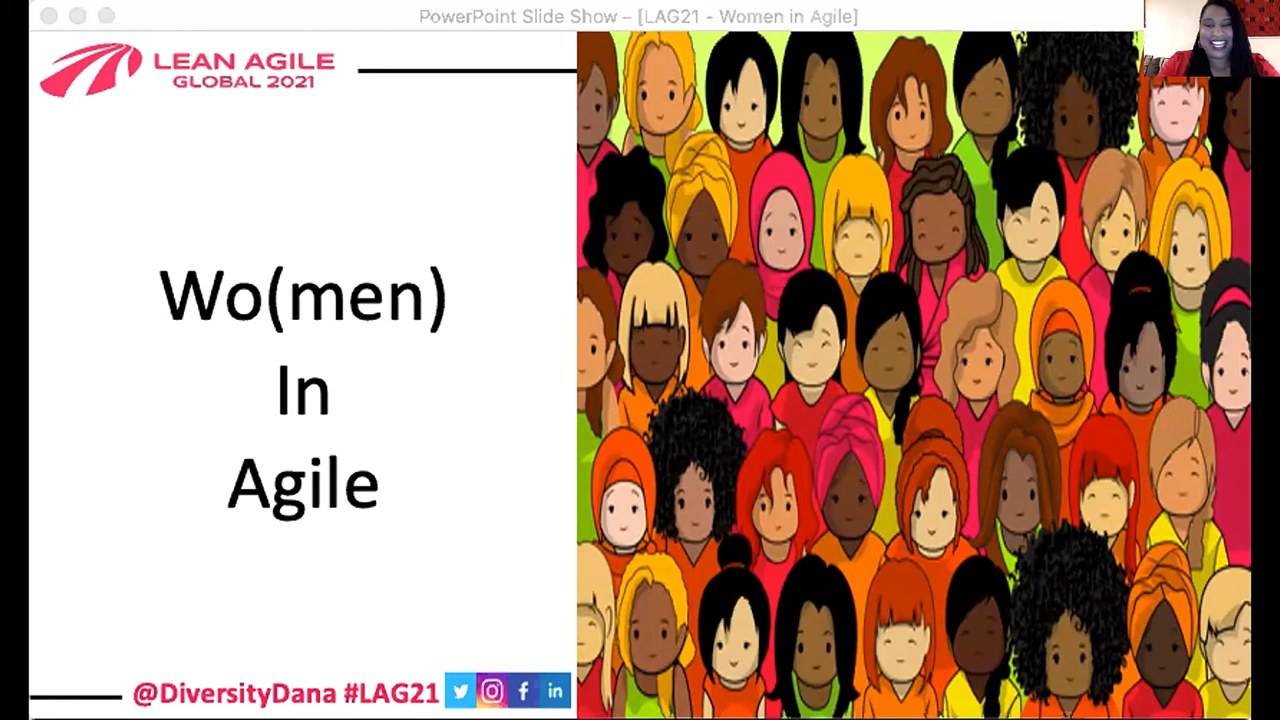 PowerPoint Slide Show – [LAG21 - Women in Agile]
LEAN AGILE
GLOBAL 2021
Wo(men)
In
Agile
@DiversityDana #LAG21